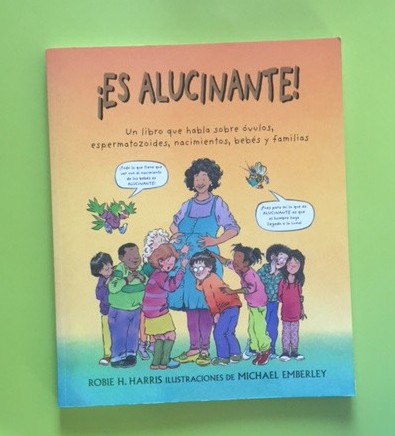 ¡ES ALUCINANTE!
Un libro que habla sobre óvulos,
espermatozoides, nacimientos, bebés y familias
¡Todo lo que tiene que
ver con el nacimiento
de los bebés es
ALUCINANTE!
¡Pues para mí lo que es
ALUCINANTE es que
el hombre haya
llegado a la Luna!
ROBIE H. HARRIS ILUSTRACIONES DE MICHAEL EMBERLEY